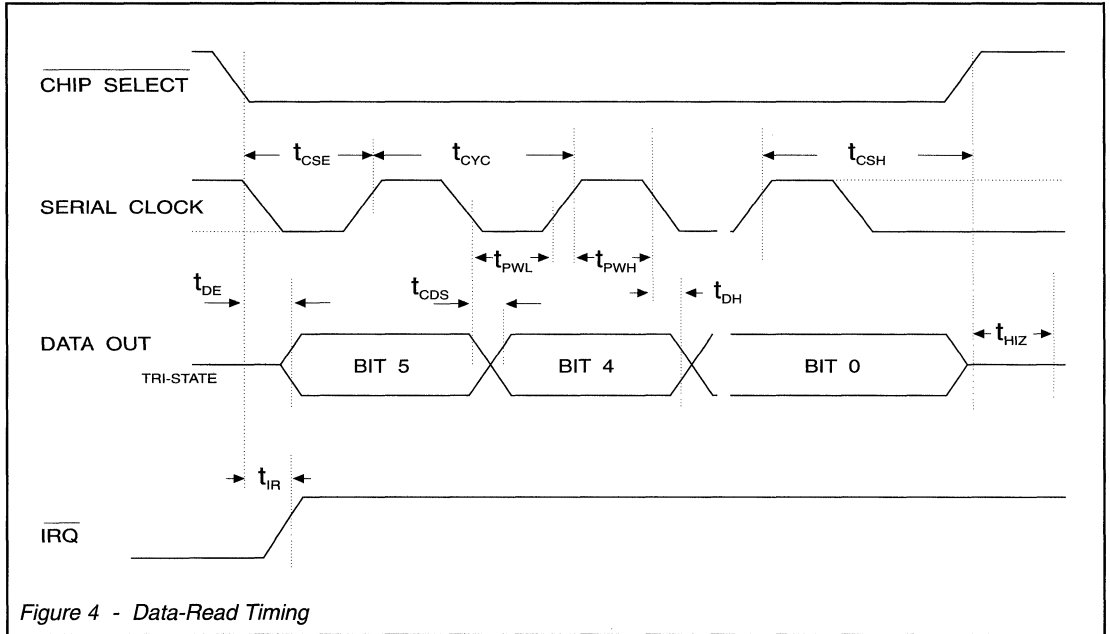 CHIP SELECT
tCSE
tCYC
tCSH
SERIAL CLOCK
tPWL
tPWH
tDE
tCDS
tDH
DATA OUT
BIT 5
BIT 4
BIT 0
tHIZ
TRI-STATE
tIR
IRQ
Figure 4 - Data-Read Timing